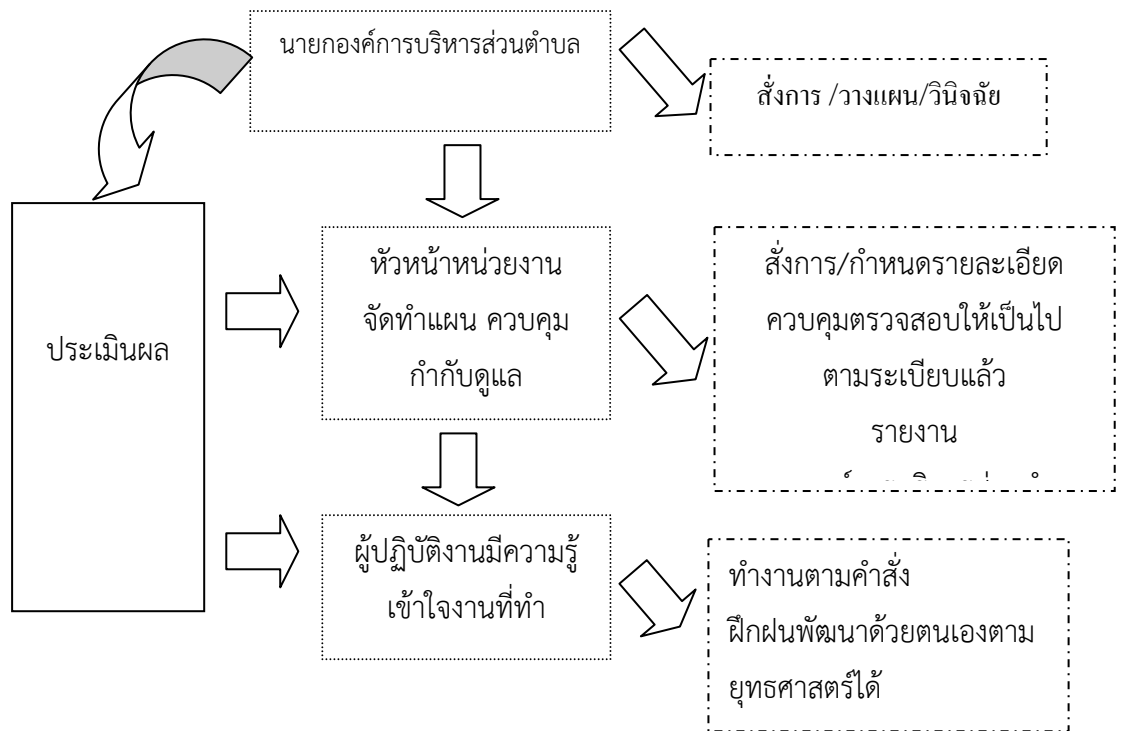 นายกองค์การบริหารส่วนตำบล
สั่งการ /วางแผน/วินิจฉัย
ประเมินผล
หัวหน้าหน่วยงาน
จัดทำแผน ควบคุม
กำกับดูแล
สั่งการ/กำหนดรายละเอียด
ควบคุมตรวจสอบให้เป็นไป
ตามระเบียบแล้ว
รายงาน
ผู้ปฏิบัติงานมีความรู้
เข้าใจงานที่ทำ
ทำงานตามคำสั่ง
ฝึกฝนพัฒนาด้วยตนเองตาม
ยุทธศาสตร์ได้